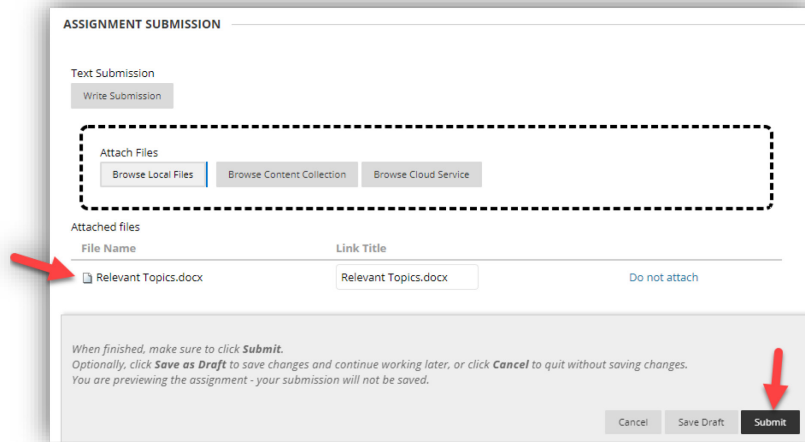 ASSIGNMENT SUBMISSION
Text Submission
Write Submission
Attach Files
Browse Local Files Browse Content Collection Browse Cloud Service
Attached files
File Name Link Title
Relevant Topics.docx Relevant Topics.docx Do not attach
When finished, make sure to click Submit.
Optionally, click Save as Draft to save changes and continue working later, or click Cancel to quit without saving changes.
You are previewing the assignment - your submission will not be saved.
Cancel Save Draft Submit